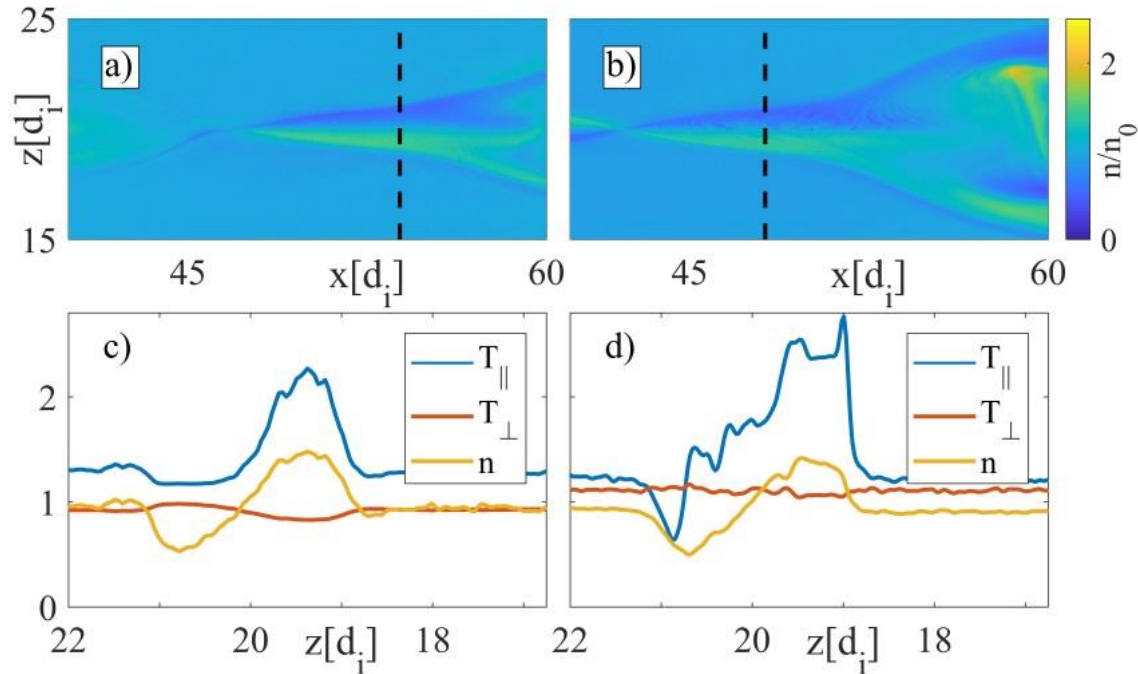 25
a)
b)
2
z[d_i]
n/n_0
15
0
45
x[d_i]
60
45
x[d_i]
60
c)
T_||
T_⊥
n
d)
T_||
T_⊥
n
2
1
0
22
20
z[d_i]
18
22
20
z[d_i]
18